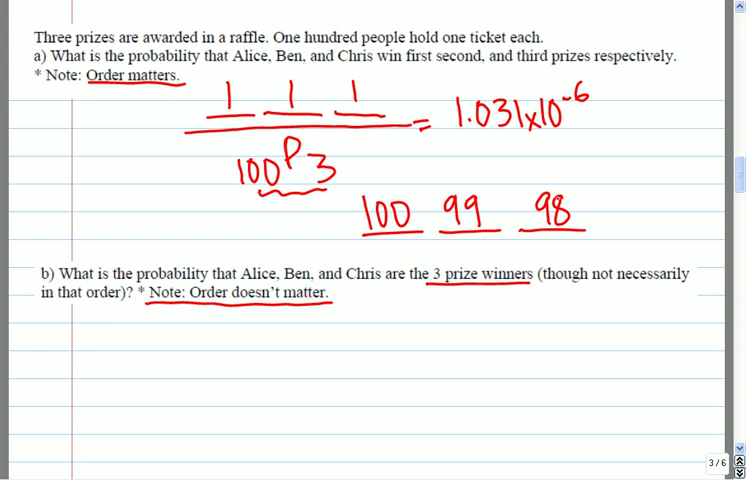 Three prizes are awarded in a raffle. One hundred people hold one ticket each.
a) What is the probability that Alice, Ben, and Chris win first second, and third prizes respectively.
* Note: Order matters.
1 1 1
= 1.031x10^-6
100P3
100 99 98
b) What is the probability that Alice, Ben, and Chris are the 3 prize winners (though not necessarily
in that order)? * Note: Order doesn't matter.
3 / 6